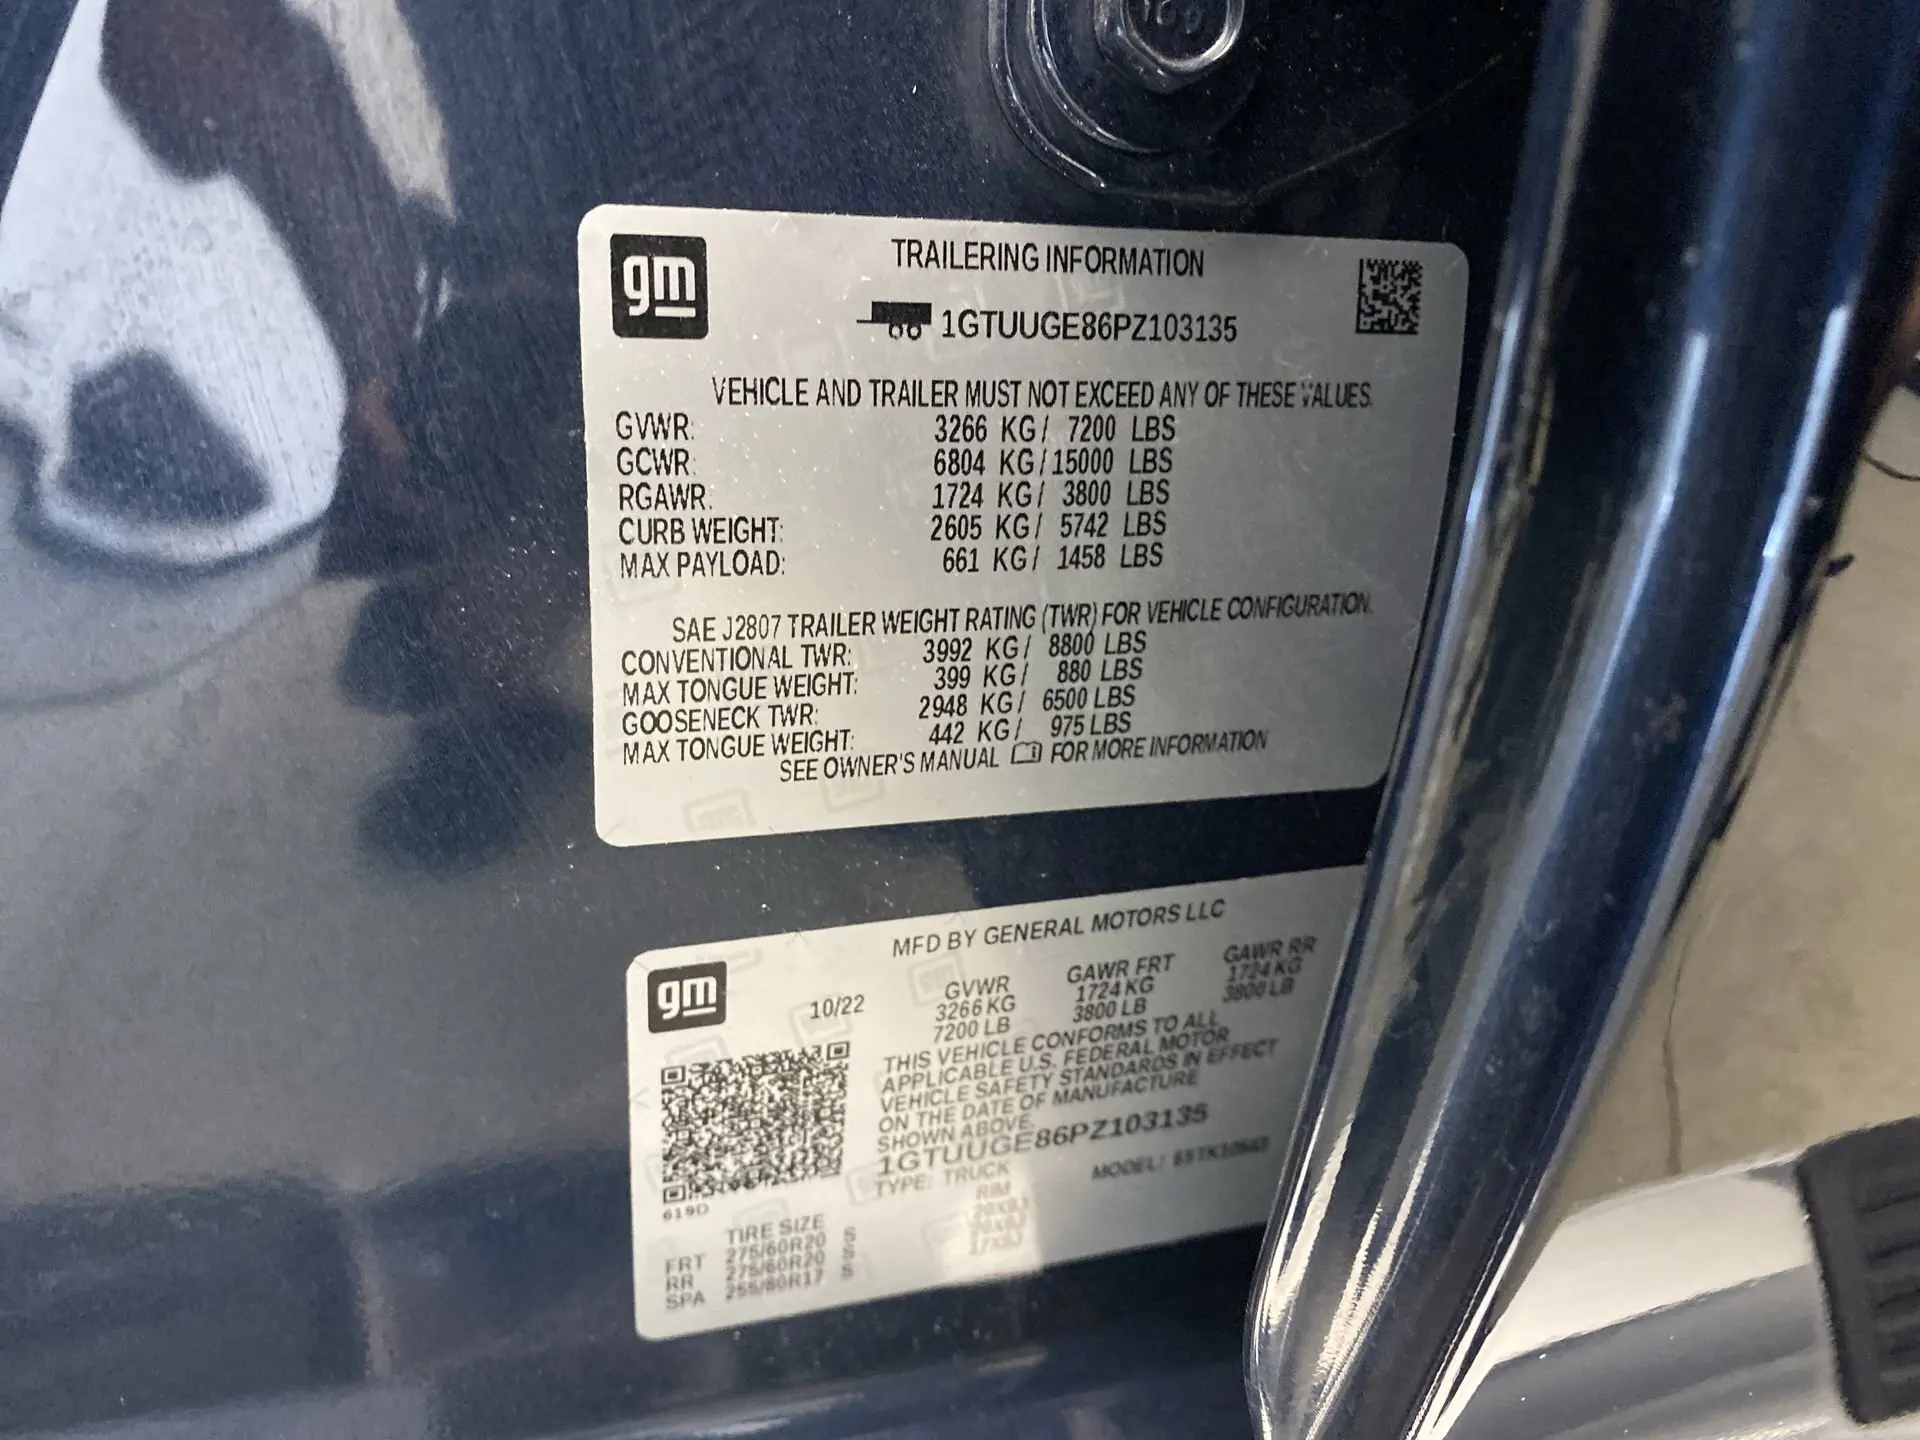 gm
TRAILERING INFORMATION
1GTUUGE86PZ103135
VEHICLE AND TRAILER MUST NOT EXCEED ANY OF THESE VALUES.
GVWR: 3266 KG/ 7200 LBS
GCWR: 6804 KG/15000 LBS
RGAWR: 1724 KG/ 3800 LBS
CURB WEIGHT: 2605 KG/ 5742 LBS
MAX PAYLOAD: 661 KG/ 1458 LBS
SAE J2807 TRAILER WEIGHT RATING (TWR) FOR VEHICLE CONFIGURATION.
CONVENTIONAL TWR: 3992 KG/ 8800 LBS
MAX TONGUE WEIGHT: 399 KG/ 880 LBS
GOOSENECK TWR: 2948 KG/ 6500 LBS
MAX TONGUE WEIGHT: 442 KG/ 975 LBS
SEE OWNER'S MANUAL FOR MORE INFORMATION
MFD BY GENERAL MOTORS LLC
gm
10/22
GVWR GAWR FRT GAWR RR
3266 KG 1724 KG 1724 KG
7200 LB 3800 LB 3800 LB
THIS VEHICLE CONFORMS TO ALL
APPLICABLE U.S. FEDERAL MOTOR
VEHICLE SAFETY STANDARDS IN EFFECT
ON THE DATE OF MANUFACTURE
SHOWN ABOVE.
1GTUUGE86PZ103135
TYPE: TRUCK MODEL:
619D
TIRE SIZE RIM
FRT 275/60R20 S
RR 275/60R20 S
SPA 255/80R17 S